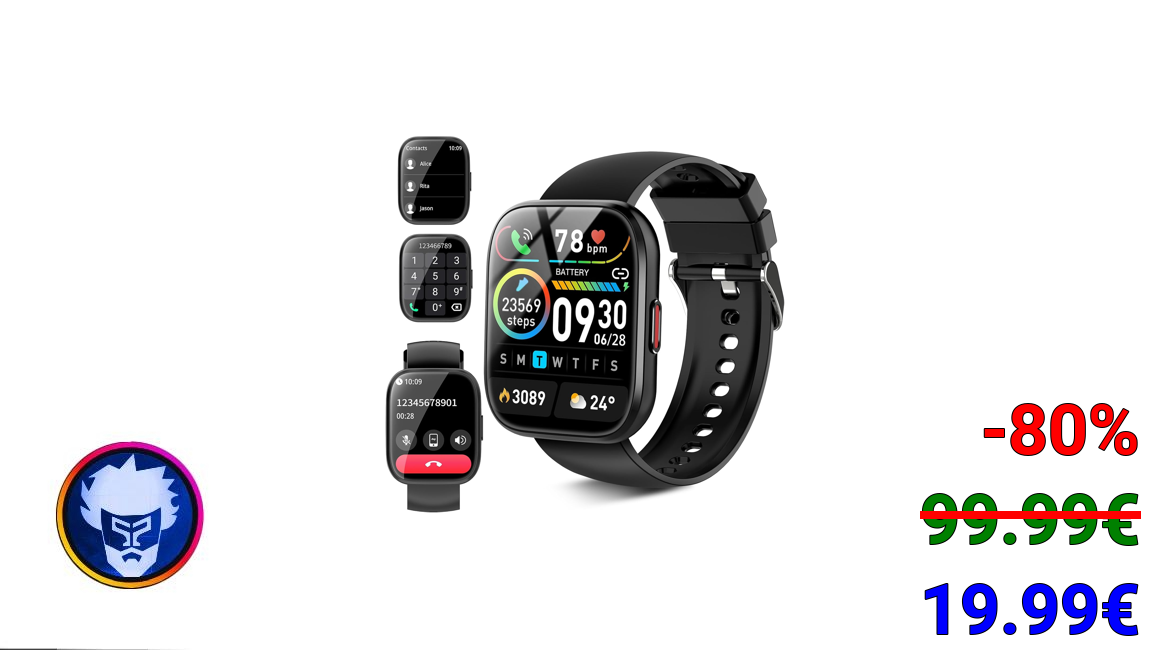 Contacts 10:09
Alice
Rita
Jason
123466789
1 2 3
4 5 6
7 8 9
0+
10:09
12345678901
00:28
78 bpm
BATTERY
23569
steps
09 30
06/28
S M T W T F S
3089
24°
-80%
99.99€
19.99€